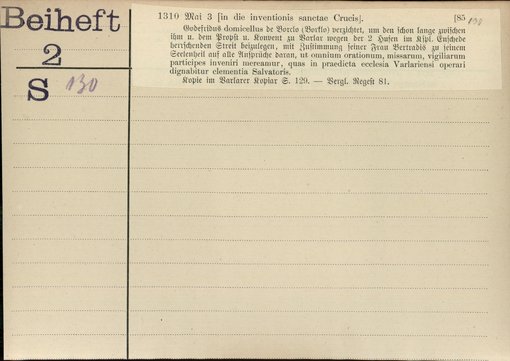 Beiheft
2
S 130
1310 Mai 3 [in die inventionis sanctae Crucis]. [85 130
Godefridus domicellus de Borclo (Bortlo) verzichtet, um den schon lange zwischen
ihm u. dem Propst u. Konvent zu Varlar wegen der 2 Hufen im Kspl. Enschede
herrschenden Streit beizulegen, mit Zustimmung seiner Frau Bertradis zu seinem
Seelenheil auf alle Ansprüche daran, ut omnium orationum, missarum, vigiliarum
participes inveniri mereamur, quas in praedicta ecclesia Varlariensi operari
dignabitur clementia Salvatoris.
Kopie im Varlarer Kopiar S. 129. — Vergl. Regest 81.